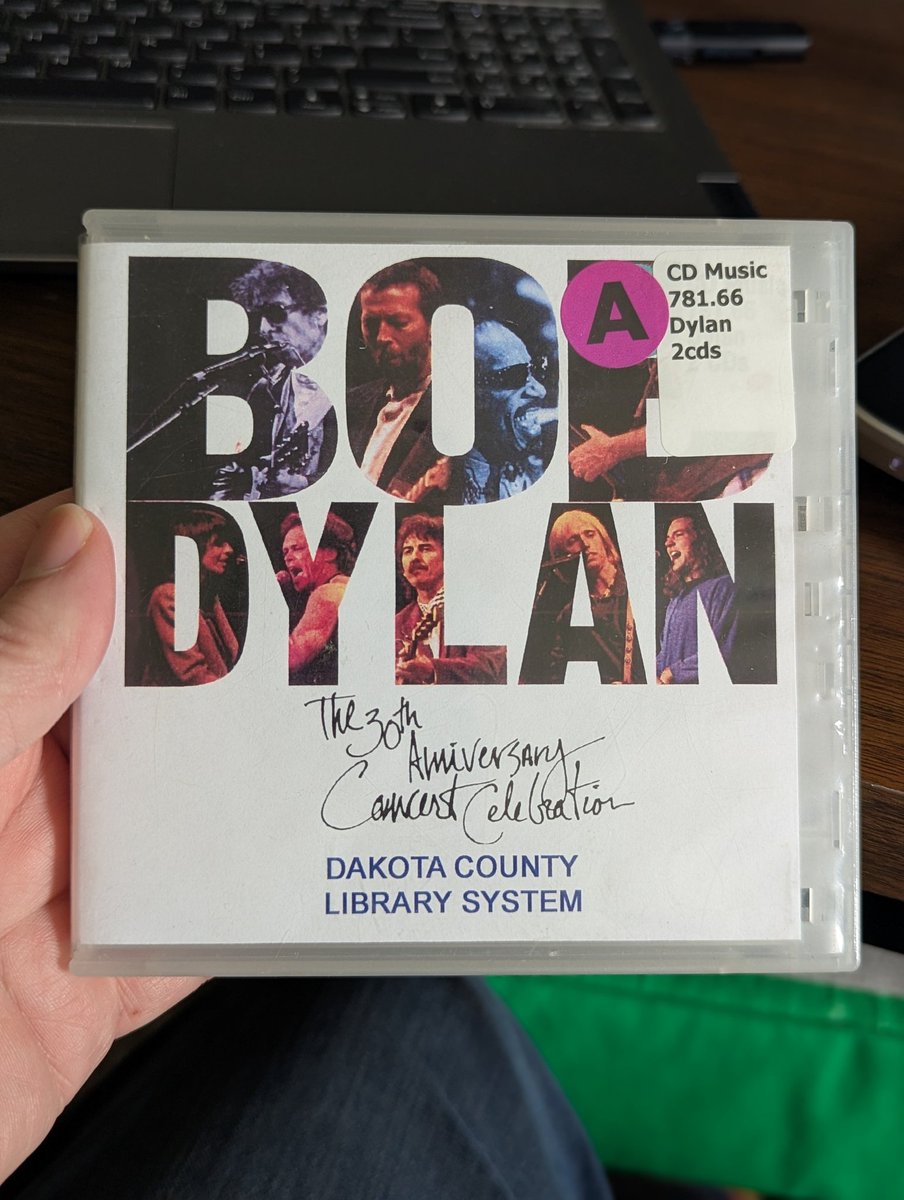 BOB
A
CD Music
781.66
Dylan
2cds
DYLAN
The 30th
Anniversary
Concert Celebration
DAKOTA COUNTY
LIBRARY SYSTEM